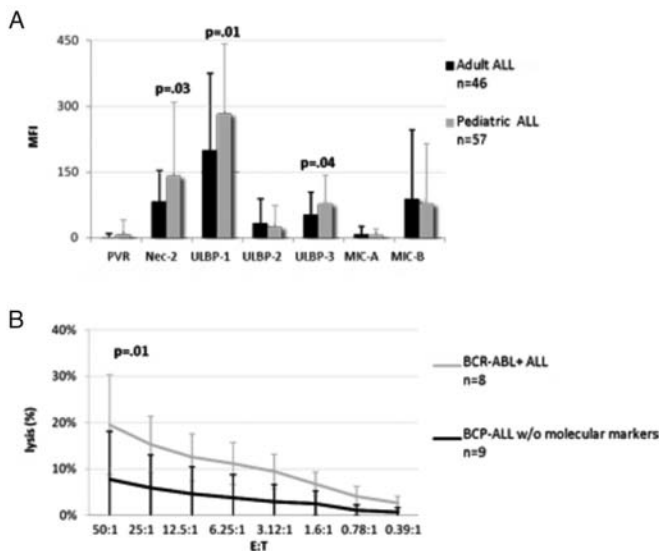 A
450
300
150
0
MFI
p=.03
p=.01
p=.04
PVR Nec-2 ULBP-1 ULBP-2 ULBP-3 MIC-A MIC-B
Adult ALL
n=46
Pediatric ALL
n=57
B
40%
30%
20%
10%
0%
lysis (%)
p=.01
50:1 25:1 12.5:1 6.25:1 3.12:1 1.6:1 0.78:1 0.39:1
E:T
BCR-ABL+ ALL
n=8
BCP-ALL w/o molecular markers
n=9